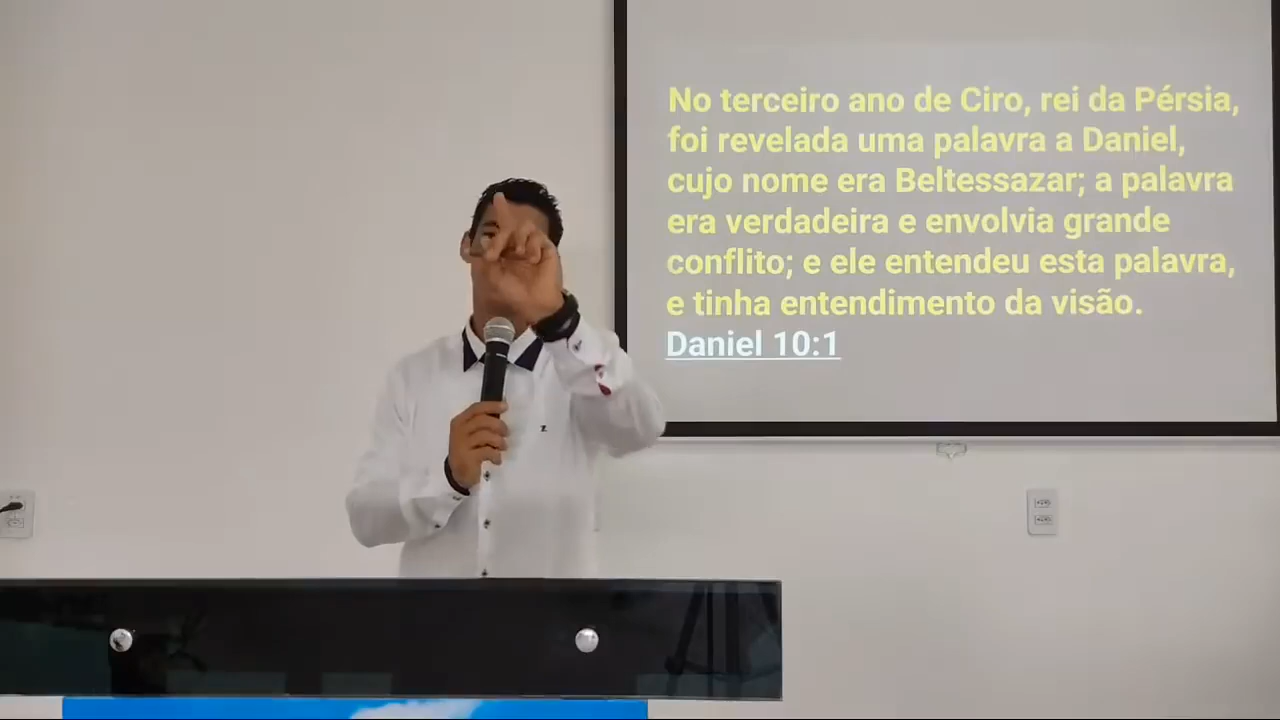 No terceiro ano de Ciro, rei da Pérsia,
foi revelada uma palavra a Daniel,
cujo nome era Beltessazar; a palavra
era verdadeira e envolvia grande
conflito; e ele entendeu esta palavra,
e tinha entendimento da visão.
Daniel 10:1